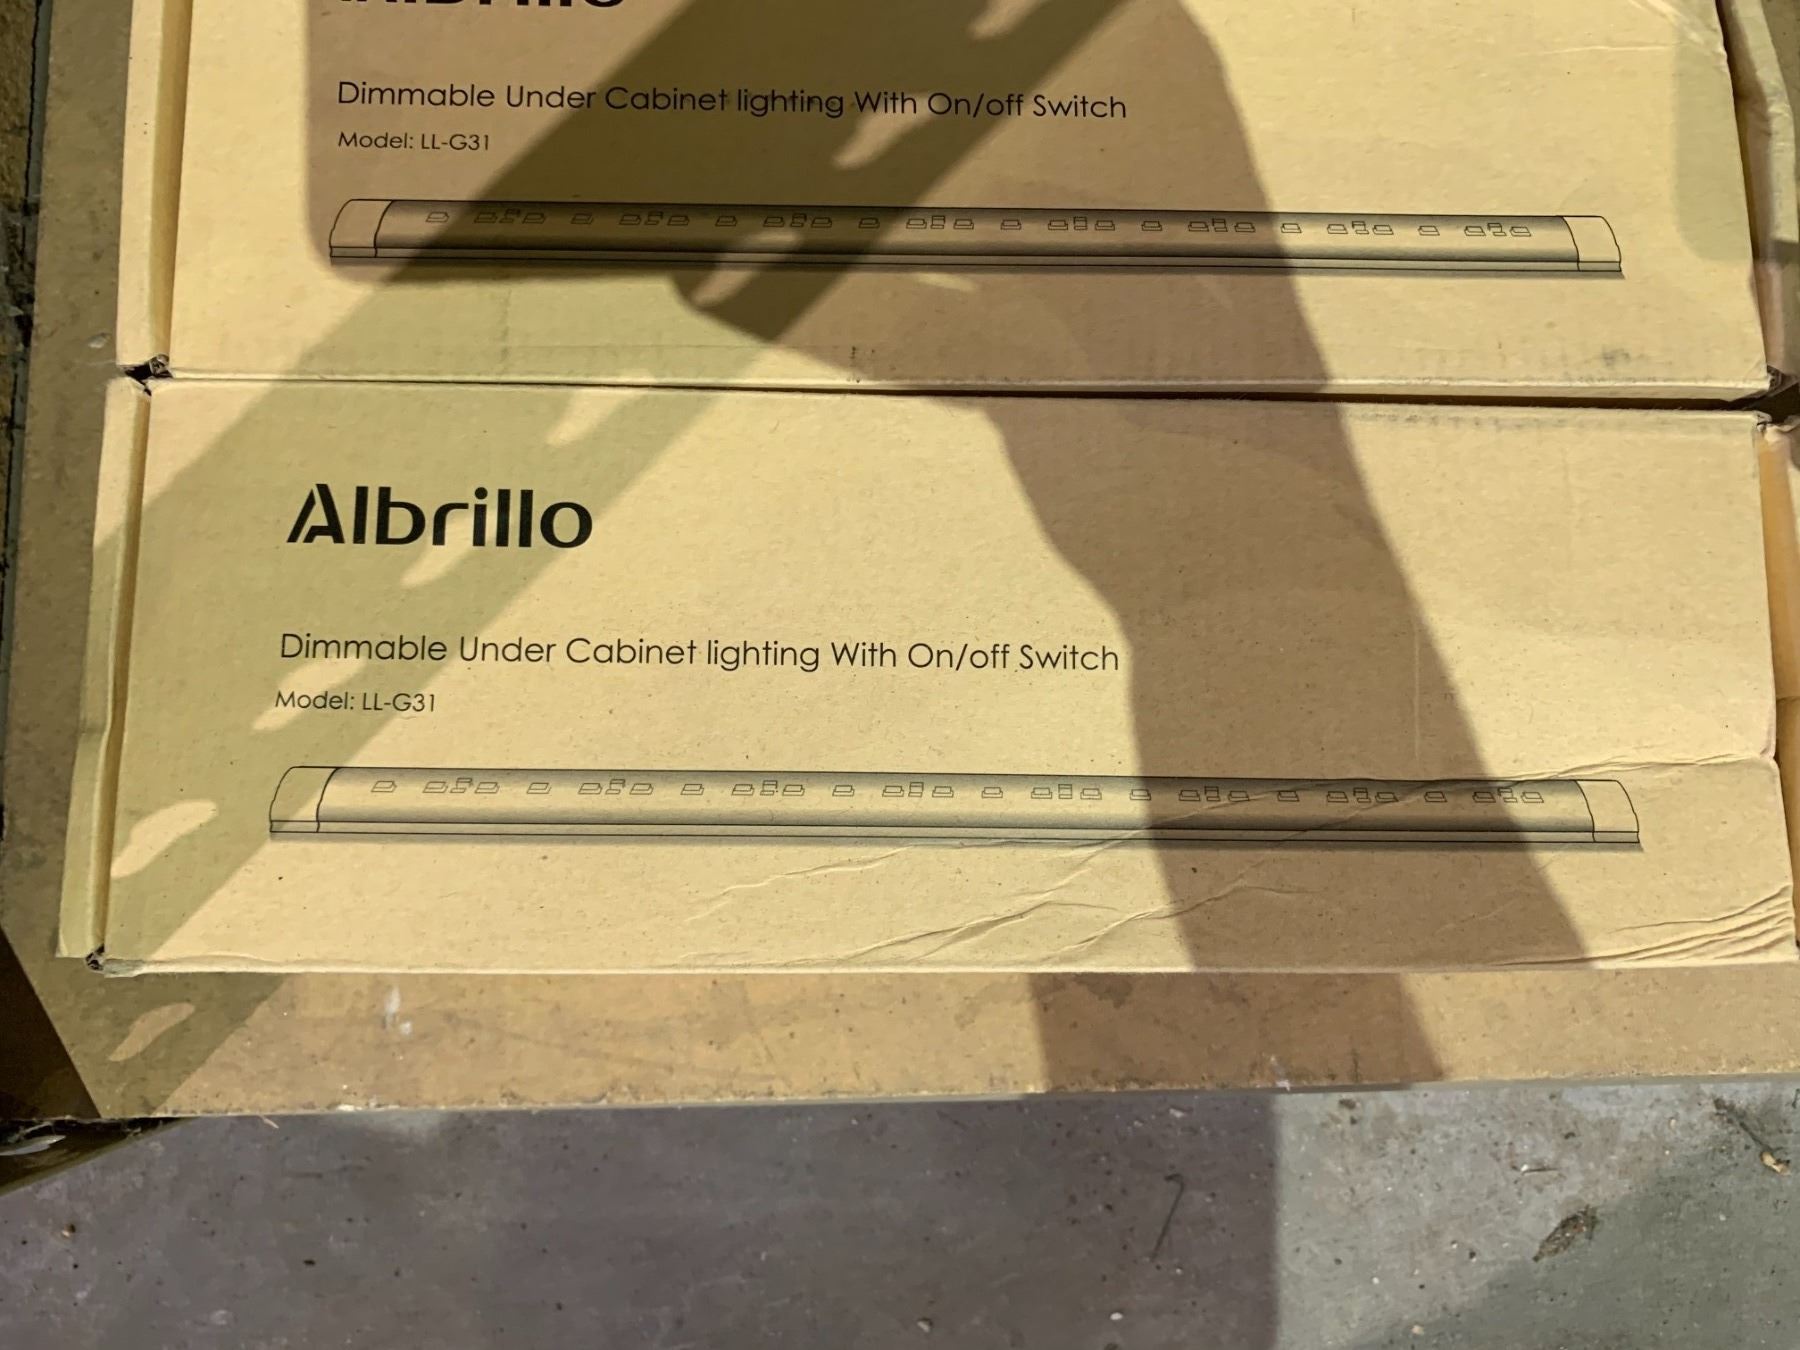 Albrillo
Dimmable Under Cabinet lighting With On/off Switch
Model: LL-G31
Albrillo
Dimmable Under Cabinet lighting With On/off Switch
Model: LL-G31